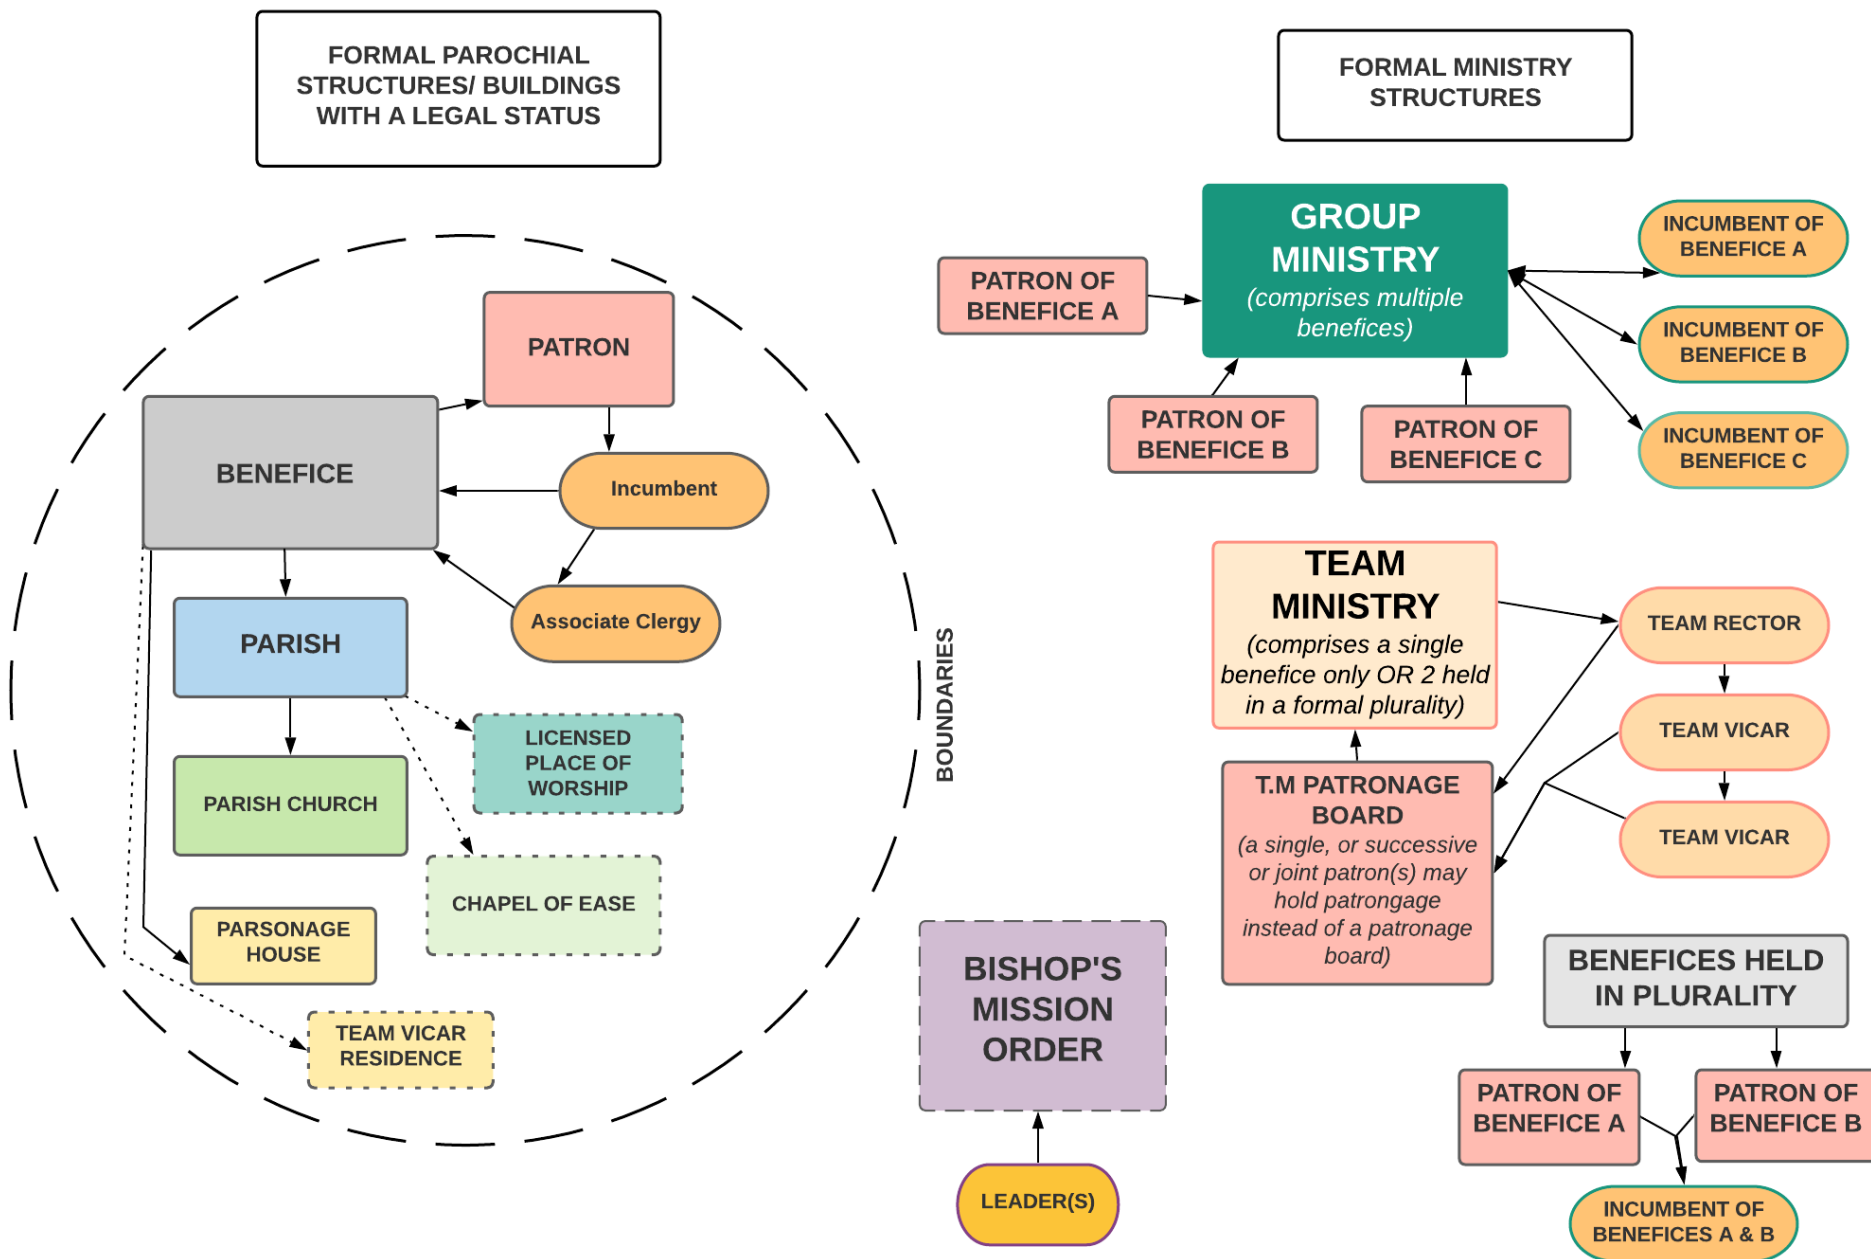 FORMAL PAROCHIAL
STRUCTURES/ BUILDINGS
WITH A LEGAL STATUS
PATRON
BENEFICE
Incumbent
Associate Clergy
PARISH
LICENSED
PLACE OF
WORSHIP
PARISH CHURCH
CHAPEL OF EASE
PARSONAGE
HOUSE
TEAM VICAR
RESIDENCE
BOUNDARIES
FORMAL MINISTRY
STRUCTURES
GROUP
MINISTRY
(comprises multiple
benefices)
PATRON OF
BENEFICE A
PATRON OF
BENEFICE B
PATRON OF
BENEFICE C
INCUMBENT OF
BENEFICE A
INCUMBENT OF
BENEFICE B
INCUMBENT OF
BENEFICE C
TEAM
MINISTRY
(comprises a single
benefice only OR 2 held
in a formal plurality)
TEAM RECTOR
TEAM VICAR
TEAM VICAR
T.M PATRONAGE
BOARD
(a single, or successive
or joint patron(s) may
hold patrongage
instead of a patronage
board)
BISHOP'S
MISSION
ORDER
LEADER(S)
BENEFICES HELD
IN PLURALITY
PATRON OF
BENEFICE A
PATRON OF
BENEFICE B
INCUMBENT OF
BENEFICES A & B